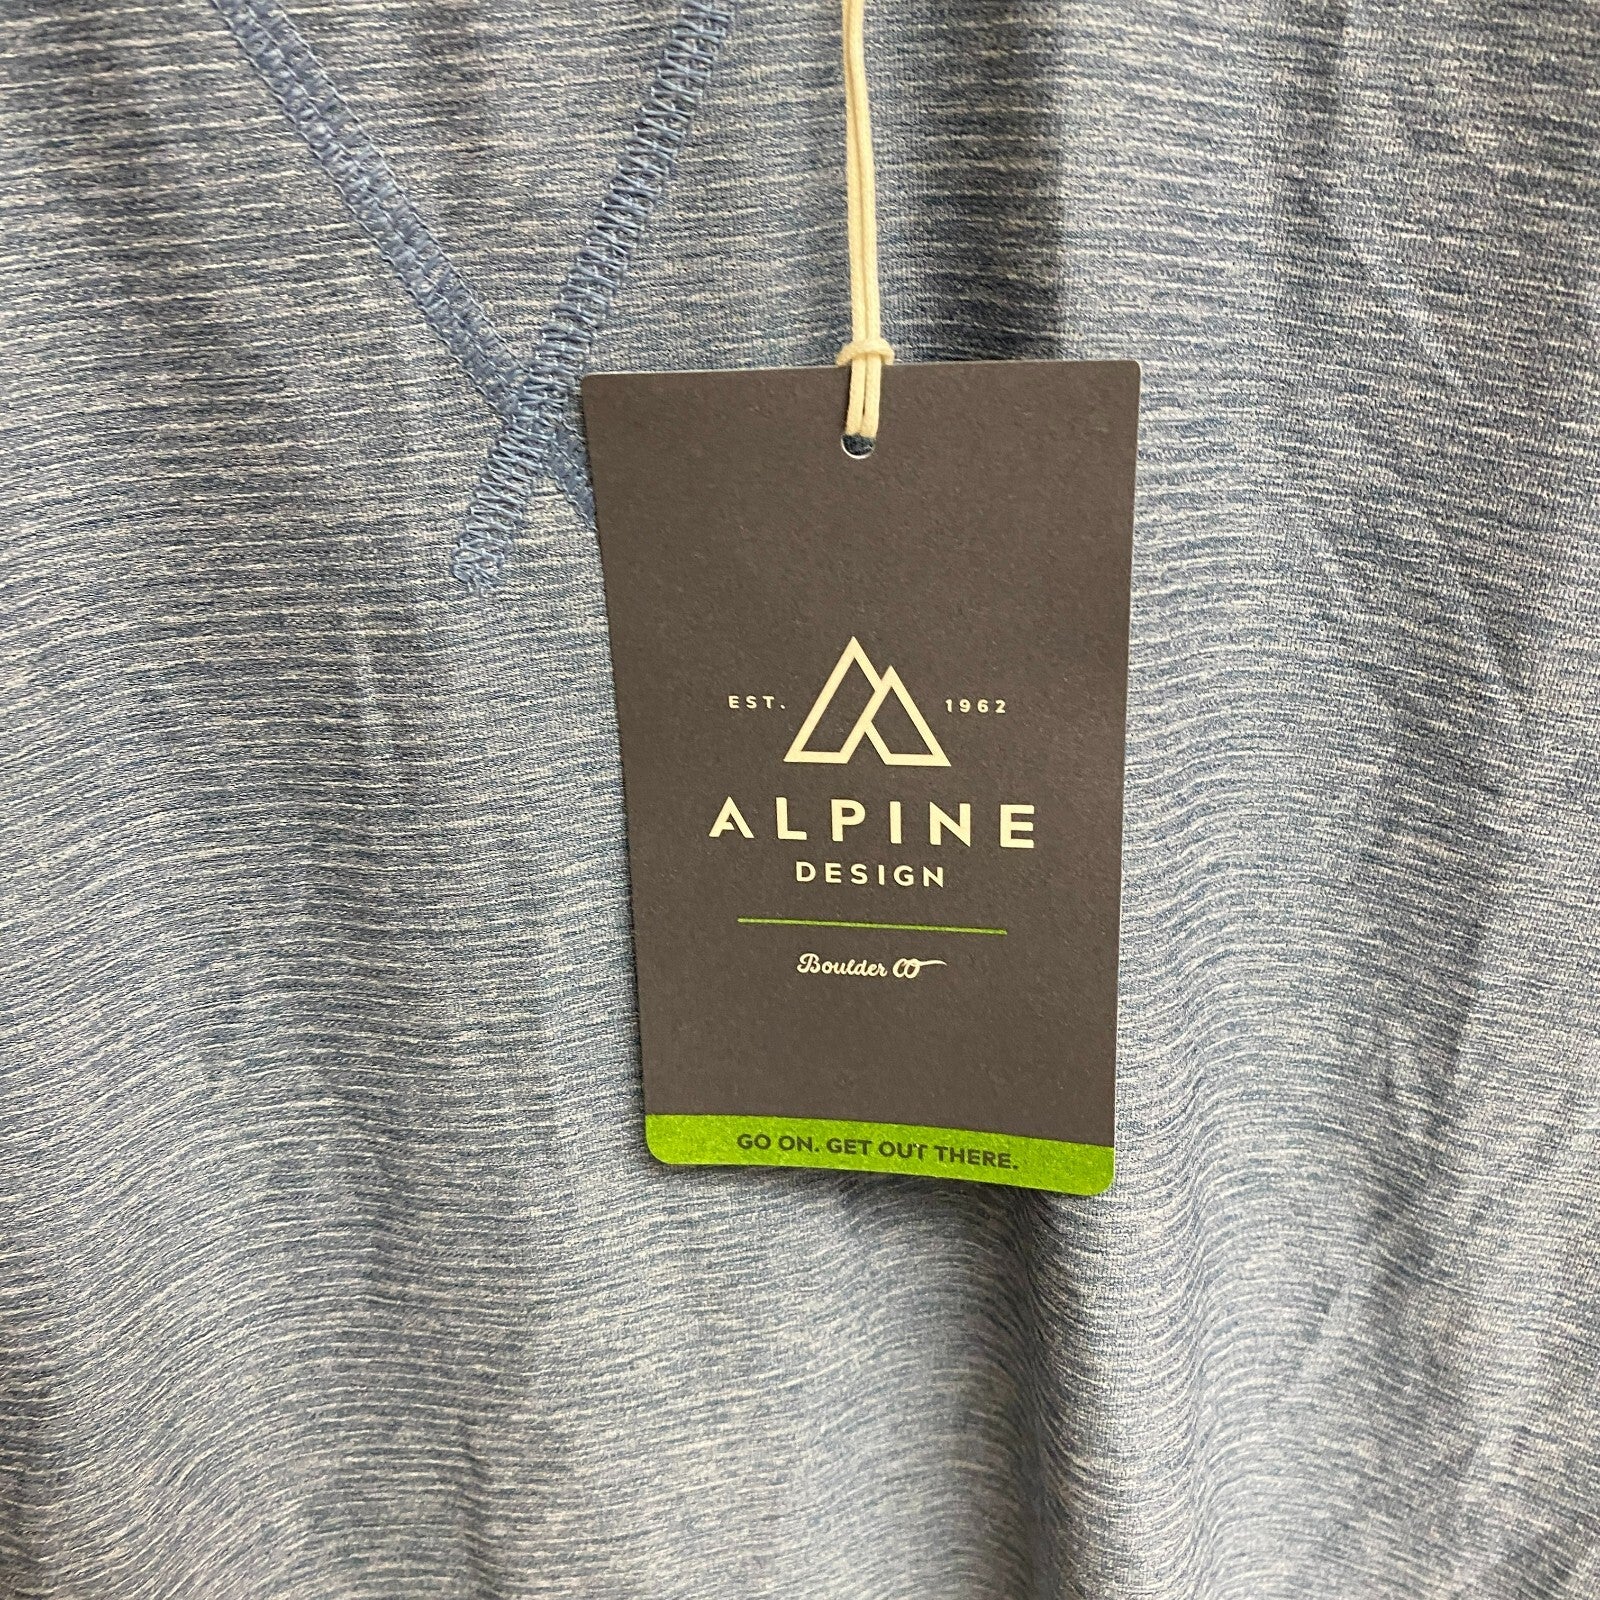 EST. 1962
ALPINE
DESIGN
Boulder CO
GO ON. GET OUT THERE.